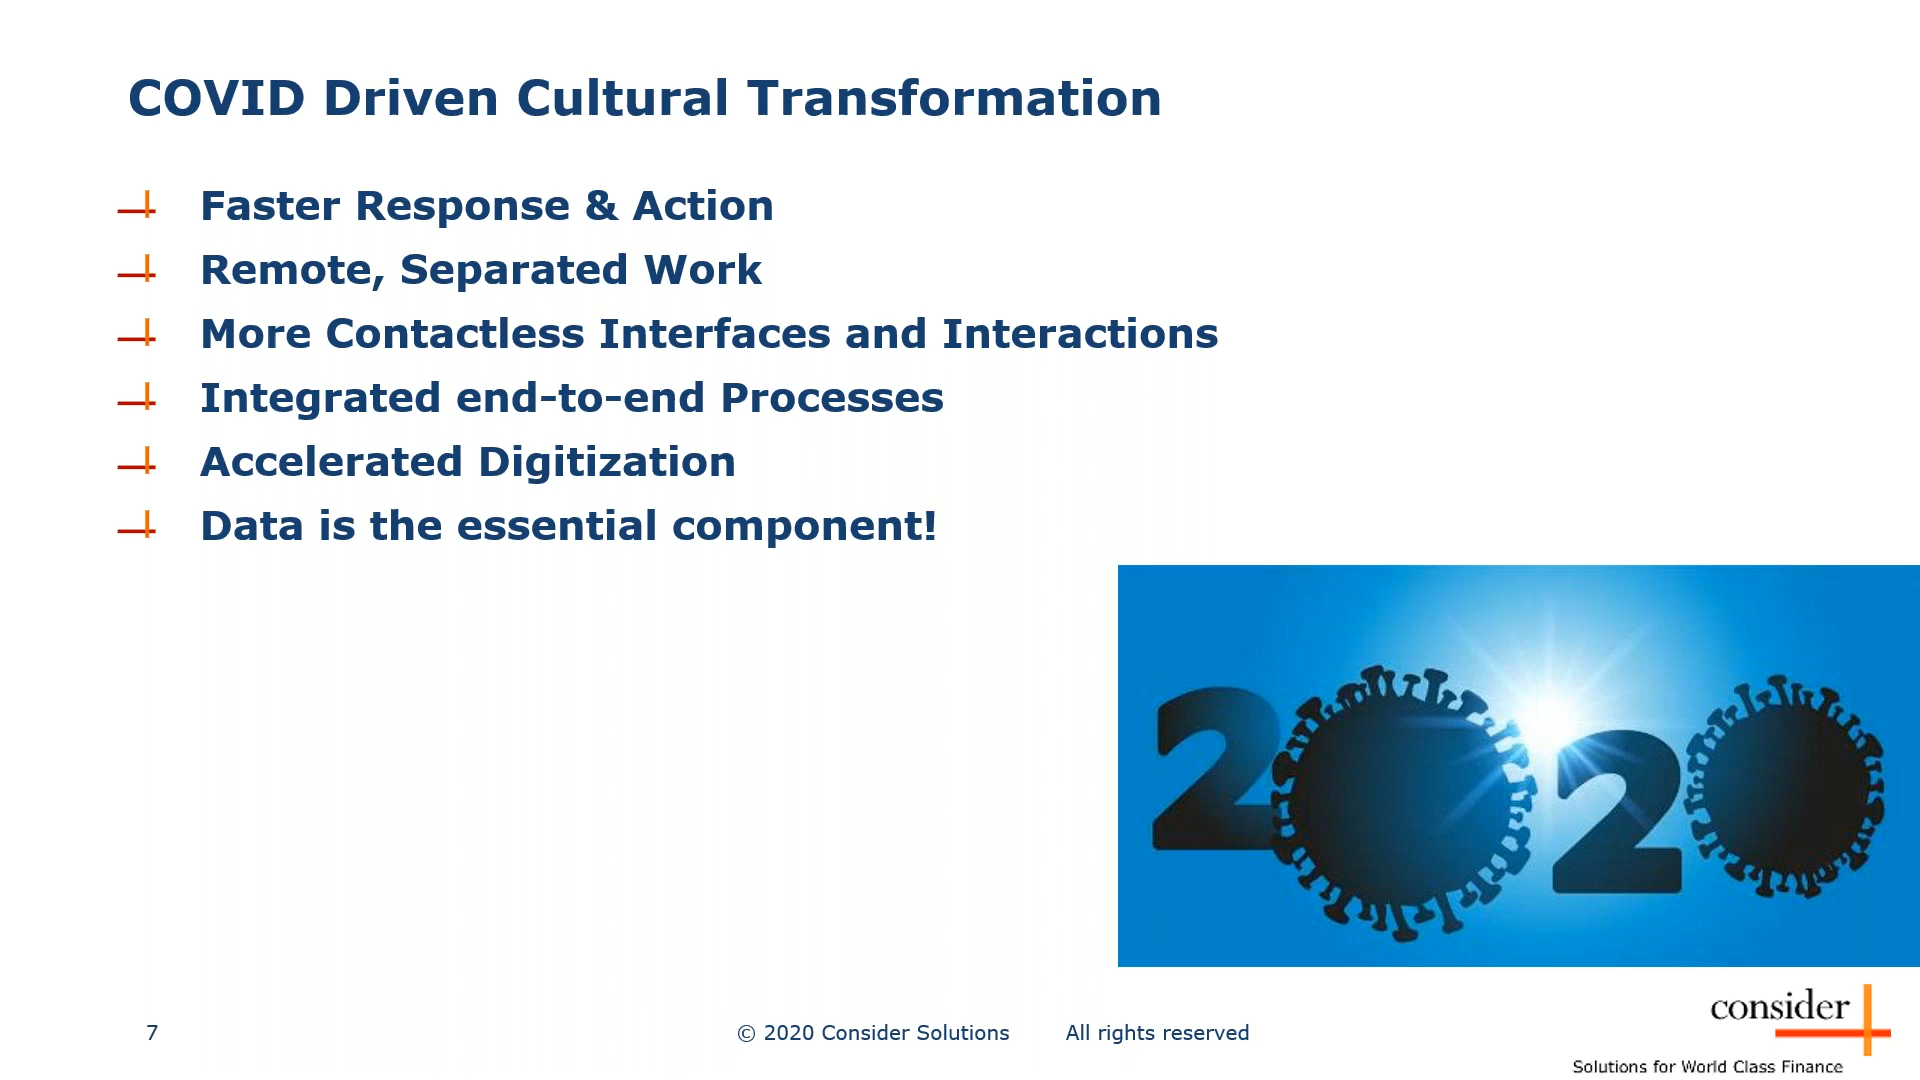 COVID Driven Cultural Transformation
Faster Response & Action
Remote, Separated Work
More Contactless Interfaces and Interactions
Integrated end-to-end Processes
Accelerated Digitization
Data is the essential component!
2020
7
© 2020 Consider Solutions All rights reserved
consider
Solutions for World Class Finance